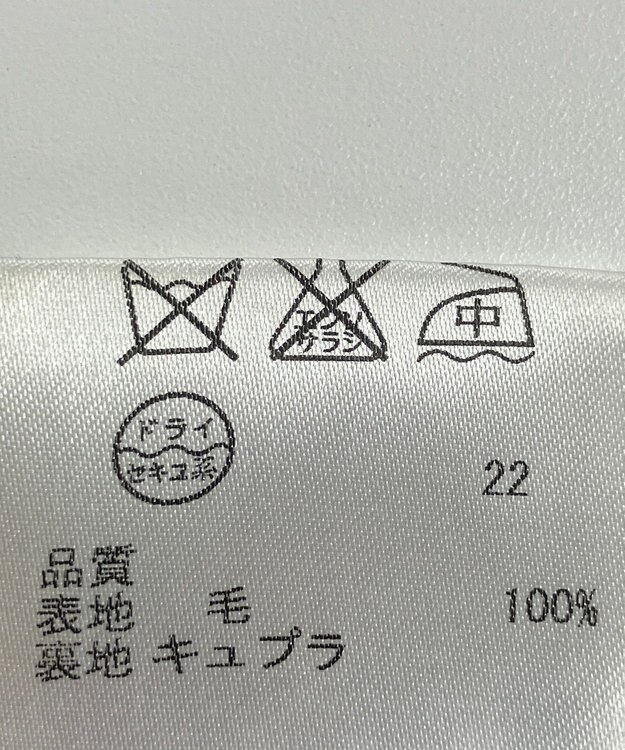 エンソ
サラシ
中
ドライ
セキユ系
22
品質
表地 毛 100%
裏地 キュプラ